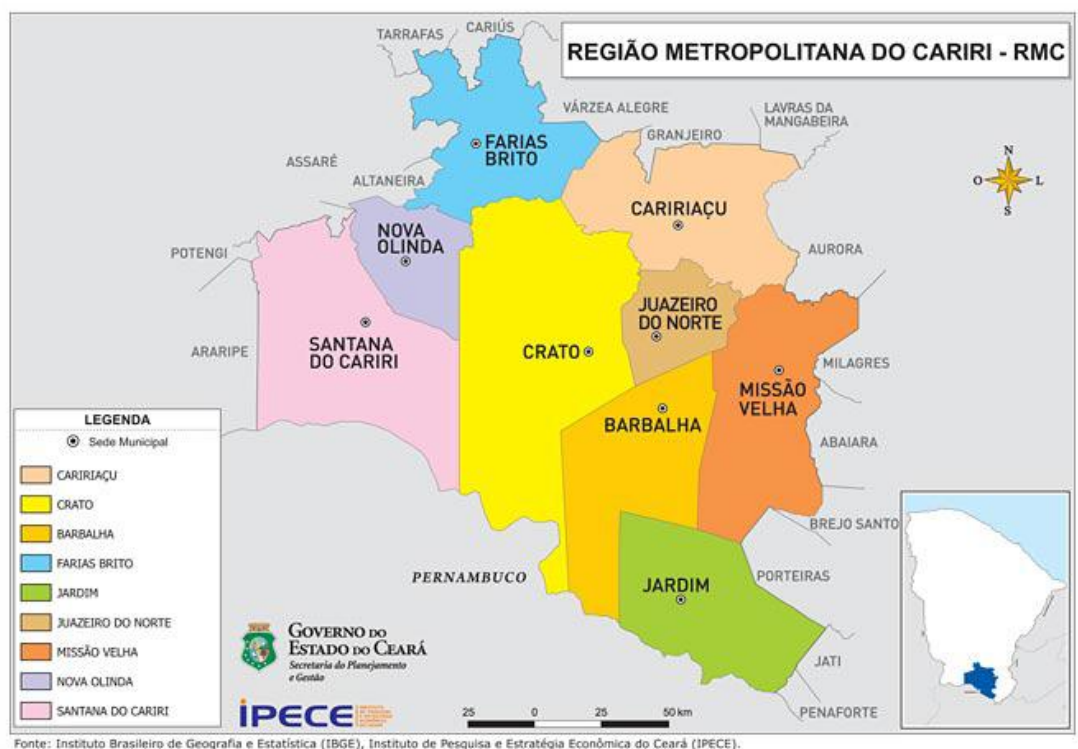 REGIÃO METROPOLITANA DO CARIRI - RMC
TARRAFAS
CARIÚS
VÁRZEA ALEGRE
LAVRAS DA
MANGABEIRA
GRANJEIRO
FARIAS
BRITO
ASSARÉ
ALTANEIRA
N
O
L
S
CARIRIAÇU
NOVA
OLINDA
POTENGI
AURORA
JUAZEIRO
DO NORTE
SANTANA
DO CARIRI
ARARIPE
CRATO
MILAGRES
MISSÃO
VELHA
BARBALHA
ABAIARA
BREJO SANTO
PERNAMBUCO
JARDIM
PORTEIRAS
JATI
PENAFORTE
LEGENDA
Sede Municipal
CARIRIAÇU
CRATO
BARBALHA
FARIAS BRITO
JARDIM
JUAZEIRO DO NORTE
MISSÃO VELHA
NOVA OLINDA
SANTANA DO CARIRI
GOVERNO DO
ESTADO DO CEARÁ
Secretaria do Planejamento
e Gestão
IPECE
25 0 25 50 km
Fonte: Instituto Brasileiro de Geografia e Estatística (IBGE), Instituto de Pesquisa e Estratégia Econômica do Ceará (IPECE).